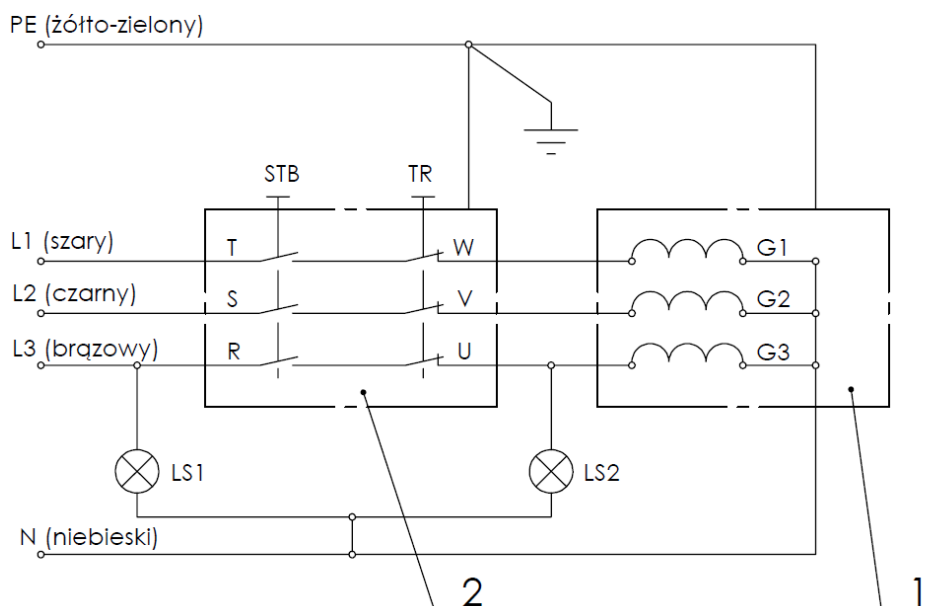 PE (żółto-zielony)
STB TR
L1 (szary) T W G1
L2 (czarny) S V G2
L3 (brązowy) R U G3
LS1 LS2
N (niebieski)
2 1